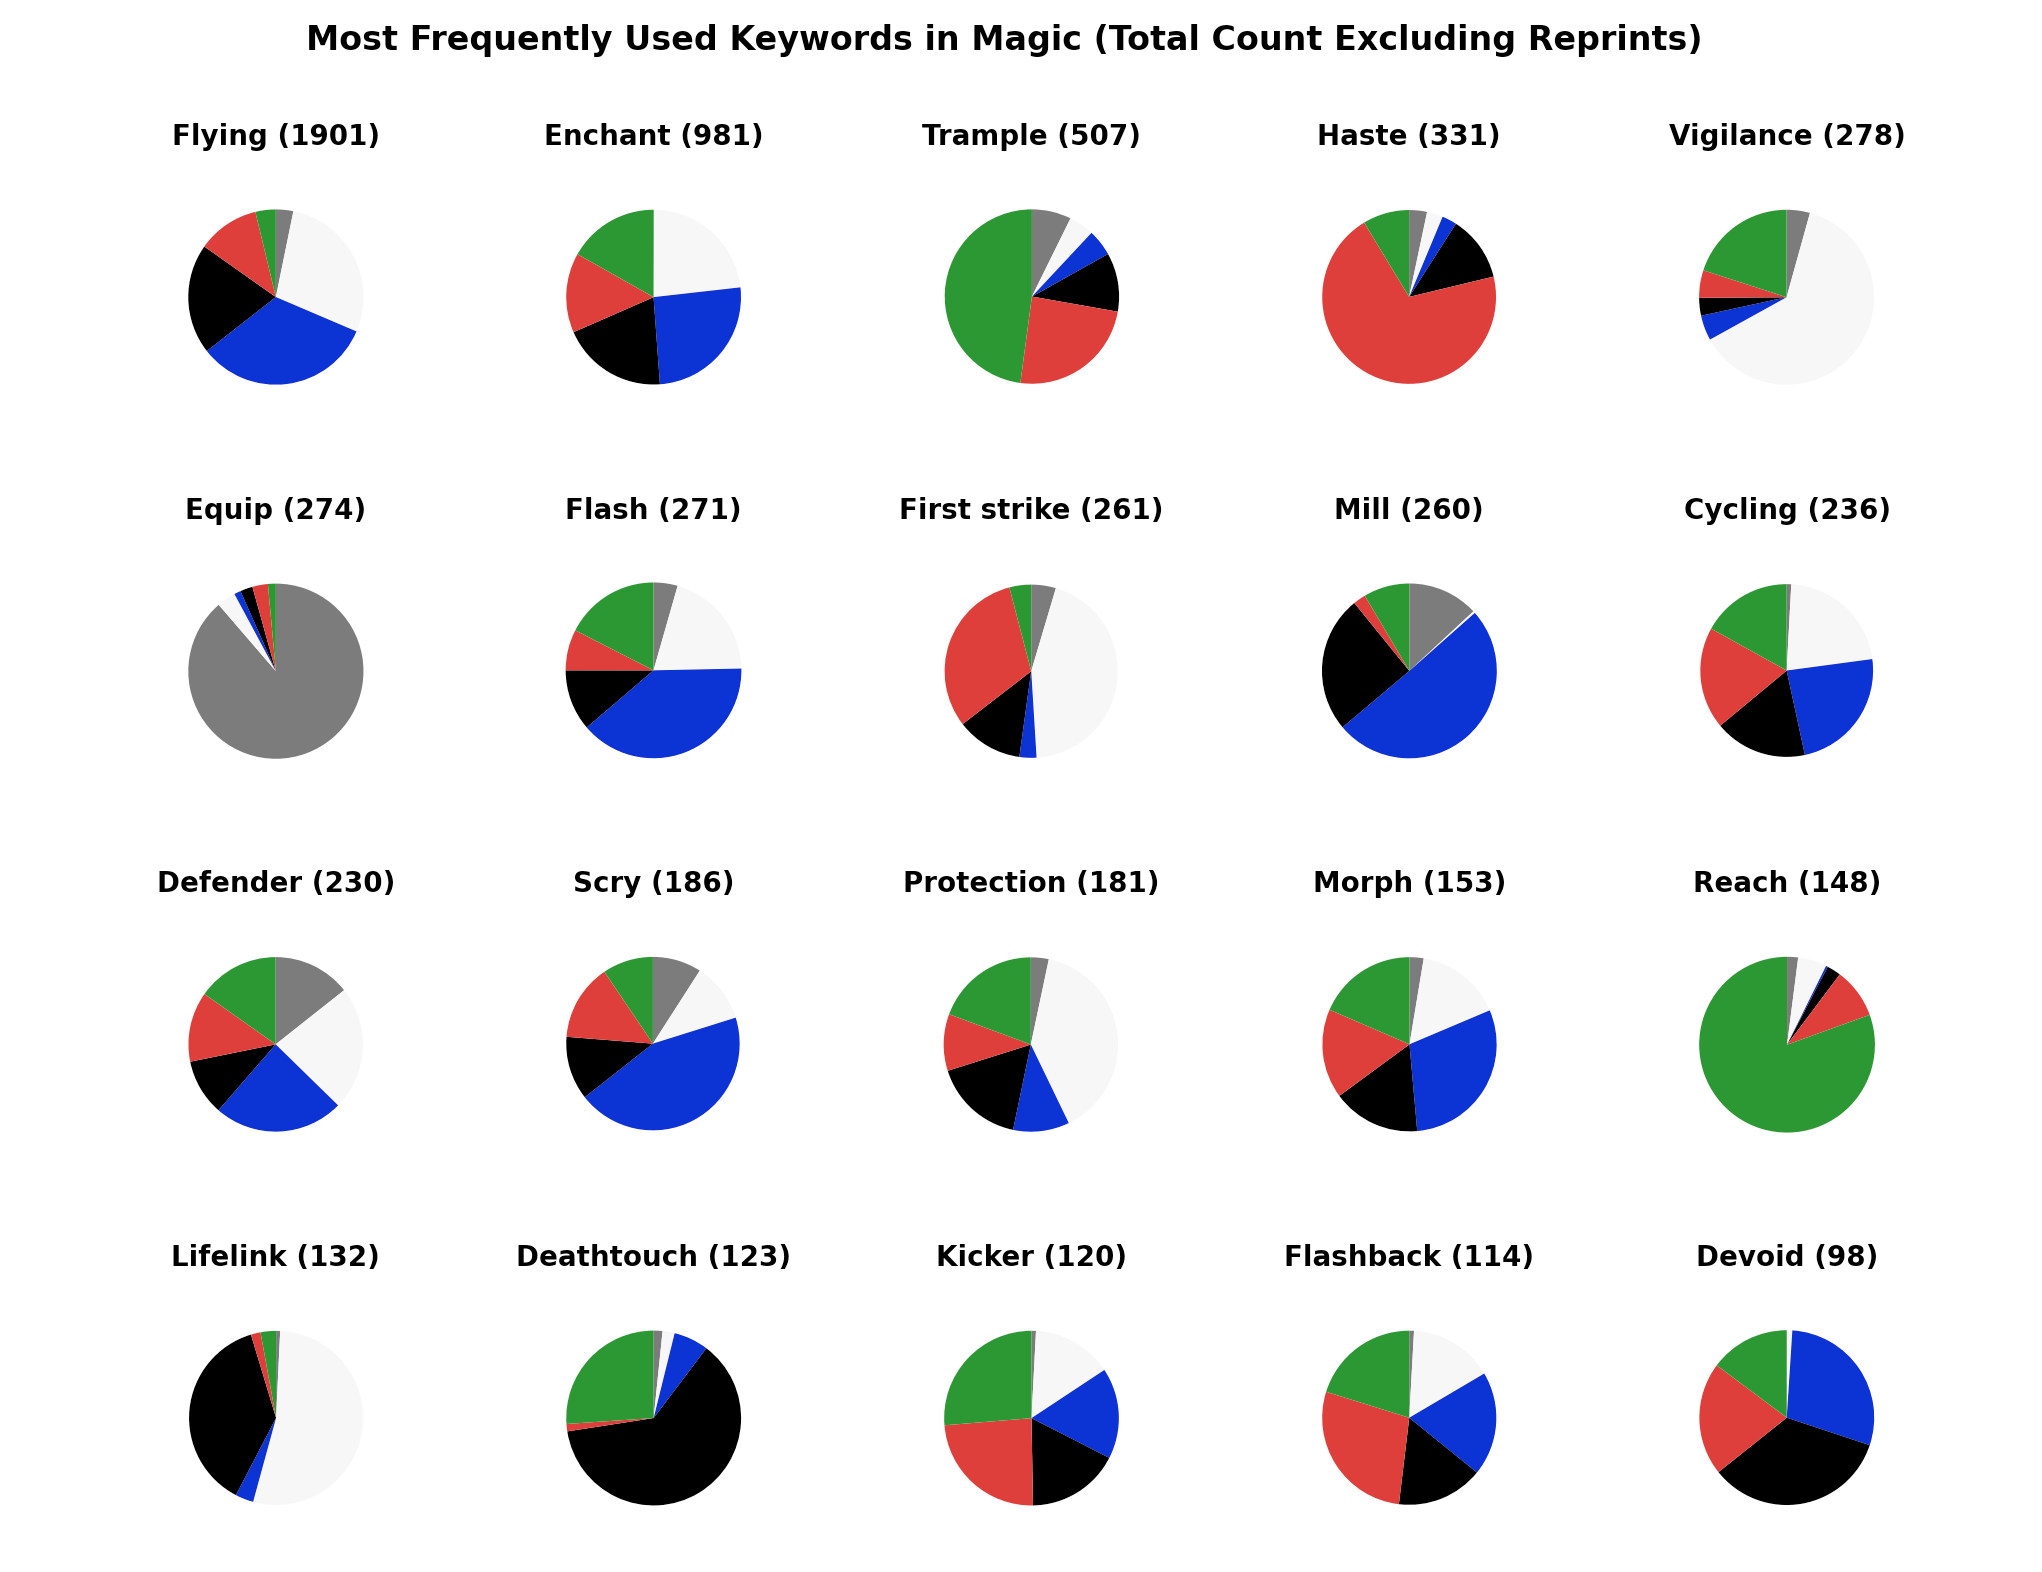 Most Frequently Used Keywords in Magic (Total Count Excluding Reprints)
Flying (1901)
Enchant (981)
Trample (507)
Haste (331)
Vigilance (278)
Equip (274)
Flash (271)
First strike (261)
Mill (260)
Cycling (236)
Defender (230)
Scry (186)
Protection (181)
Morph (153)
Reach (148)
Lifelink (132)
Deathtouch (123)
Kicker (120)
Flashback (114)
Devoid (98)